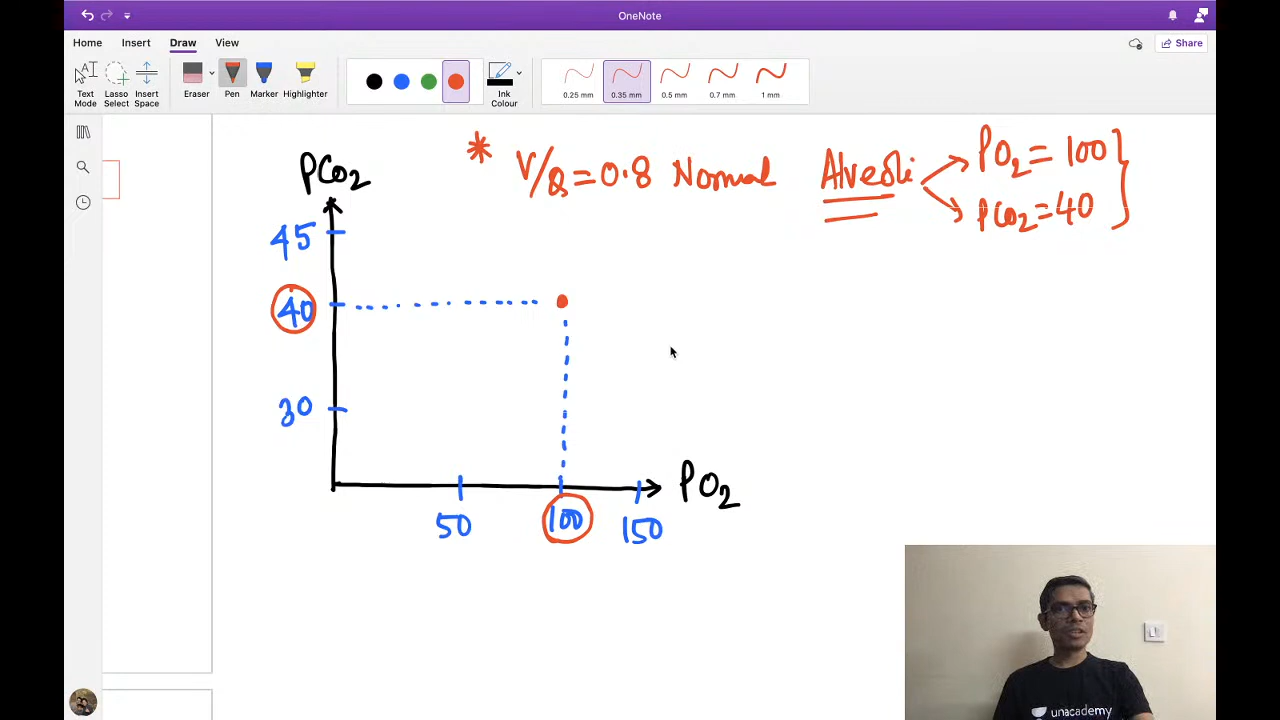 OneNote
Home Insert Draw View
Share
Text Mode
Lasso Select
Insert Space
Eraser
Pen
Marker
Highlighter
Ink Colour
0.25 mm
0.35 mm
0.5 mm
0.7 mm
1 mm
* V/Q = 0.8 Normal Alveoli
PO2 = 100
PCO2 = 40
PCO2
45
40
30
50
100
150
PO2
unacademy